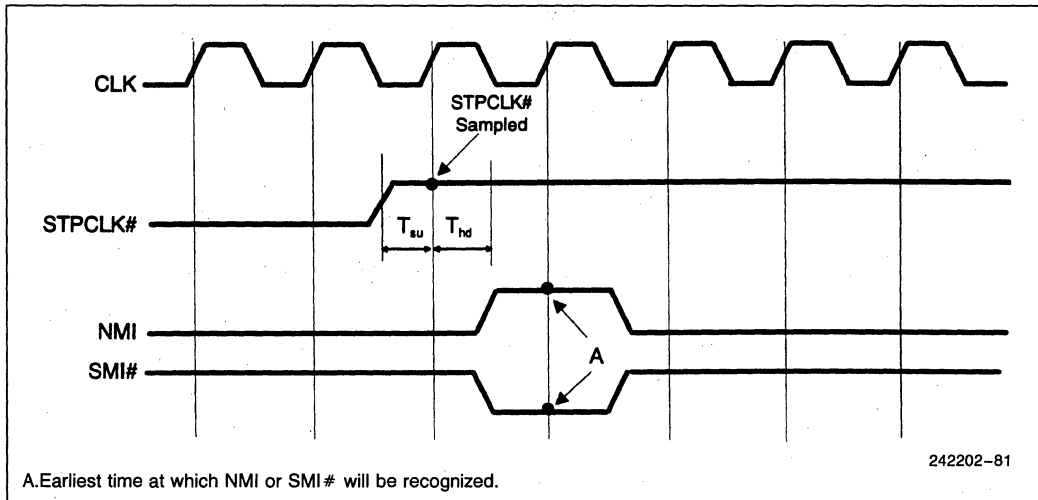 CLK
STPCLK#
Sampled
STPCLK#
Tsu
Thd
NMI
SMI#
A
242202–81
A.Earliest time at which NMI or SMI# will be recognized.